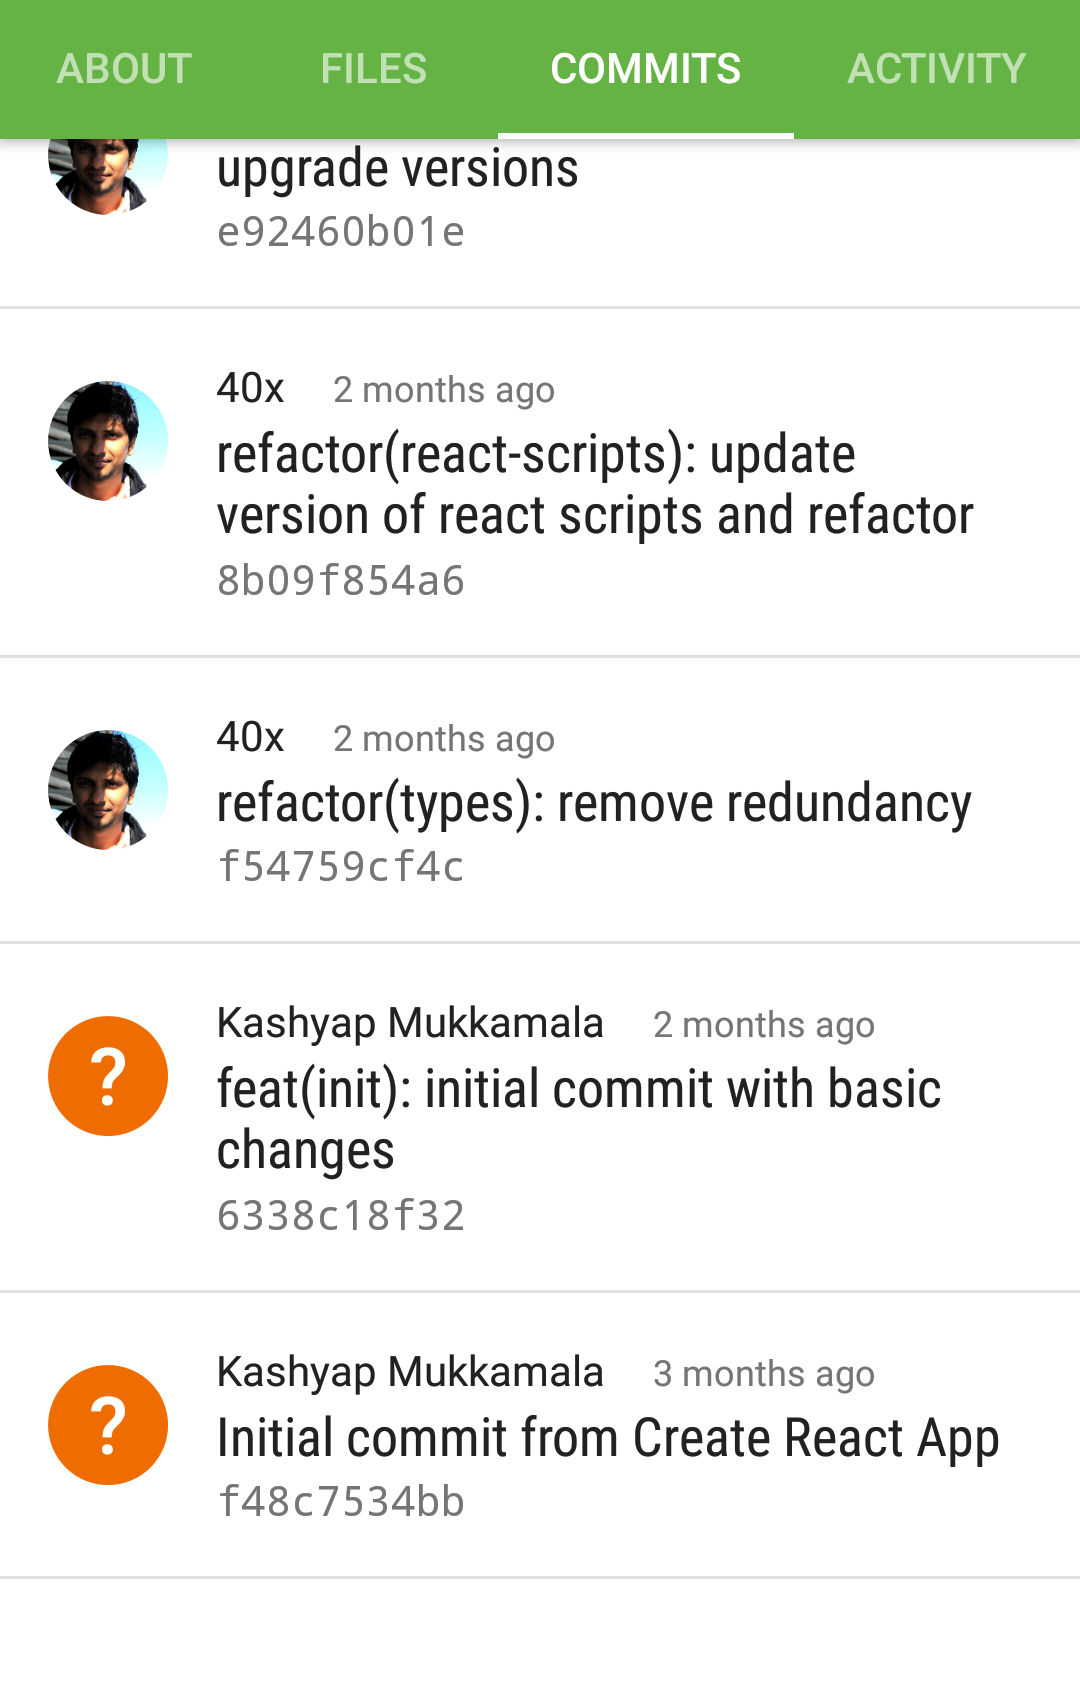 ABOUT FILES COMMITS ACTIVITY
upgrade versions
e92460b01e
40x 2 months ago
refactor(react-scripts): update
version of react scripts and refactor
8b09f854a6
40x 2 months ago
refactor(types): remove redundancy
f54759cf4c
? Kashyap Mukkamala 2 months ago
feat(init): initial commit with basic
changes
6338c18f32
? Kashyap Mukkamala 3 months ago
Initial commit from Create React App
f48c7534bb